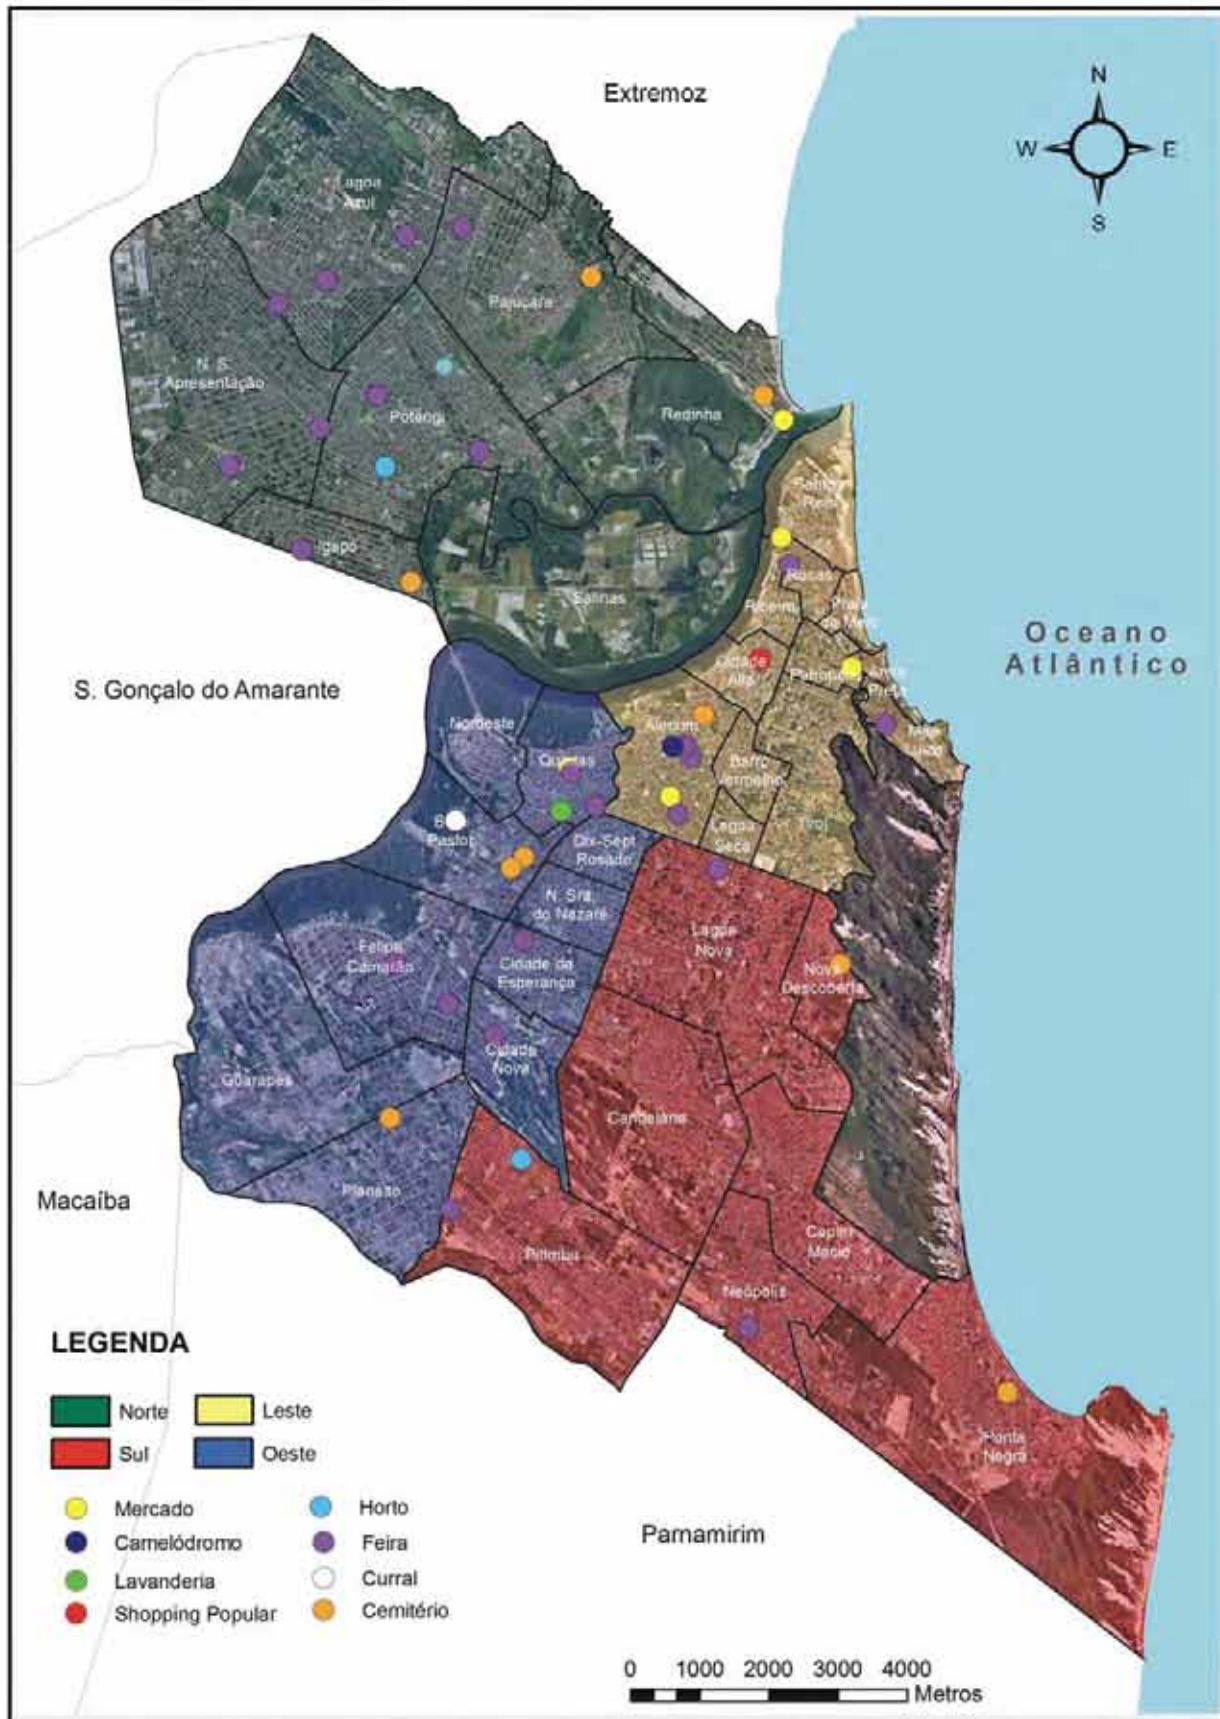 Extremoz
N
W E
S
Lagoa
Azul
Pajuçara
N. S.
Apresentação
Potengi
Redinha
Igapó
Salinas
Santos
Reis
Rocas
Ribeira
Praia
do Meio
Oceano
Atlântico
S. Gonçalo do Amarante
Cidade
Alta
Petrópolis
Areia
Preta
Mãe
Luiza
Nordeste
Quintas
Alecrim
Barro
Vermelho
Bom
Pastor
Dix-Sept
Rosado
Lagoa
Seca
Tirol
N. Sra.
de Nazaré
Lagoa
Nova
Felipe
Camarão
Cidade da
Esperança
Nova
Descoberta
Guarapes
Cidade
Nova
Candelária
Macaíba
Planalto
Pitimbu
Capim
Macio
Neópolis
Ponta
Negra
Parnamirim
LEGENDA
Norte Leste
Sul Oeste
Mercado Horto
Camelódromo Feira
Lavanderia Curral
Shopping Popular Cemitério
0 1000 2000 3000 4000
Metros